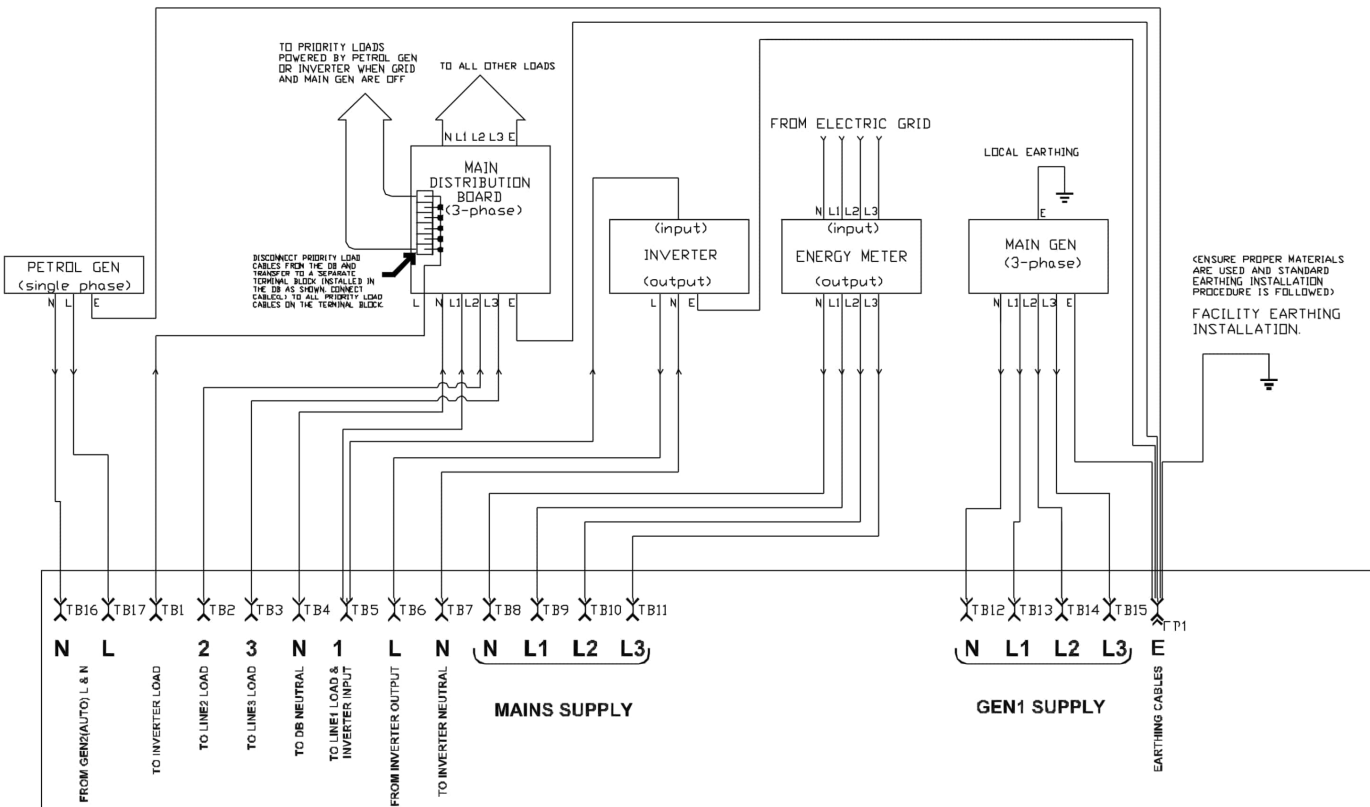 TO PRIORITY LOADS
POWERED BY PETROL GEN
OR INVERTER WHEN GRID
AND MAIN GEN ARE OFF
TO ALL OTHER LOADS
N L1 L2 L3 E
MAIN
DISTRIBUTION
BOARD
(3-phase)
DISCONNECT PRIORITY LOAD
CABLES FROM THE DB AND
TRANSFER TO A SEPARATE
TERMINAL BLOCK INSTALLED IN
THE DB AS SHOWN. CONNECT
CABLE(L) TO ALL PRIORITY LOAD
CABLES ON THE TERMINAL BLOCK.
L N L1 L2 L3 E
PETROL GEN
(single phase)
N L E
(input)
INVERTER
(output)
L N E
FROM ELECTRIC GRID
N L1 L2 L3
(input)
ENERGY METER
(output)
N L1 L2 L3
LOCAL EARTHING
E
MAIN GEN
(3-phase)
N L1 L2 L3 E
<ENSURE PROPER MATERIALS
ARE USED AND STANDARD
EARTHING INSTALLATION
PROCEDURE IS FOLLOWED>
FACILITY EARTHING
INSTALLATION.
TB16 TB17 TB1 TB2 TB3 TB4 TB5 TB6 TB7 TB8 TB9 TB10 TB11 TB12 TB13 TB14 TB15
N L 2 3 N 1 L N N L1 L2 L3 N L1 L2 L3 E
FROM GEN2(AUTO) L & N
TO INVERTER LOAD
TO LINE2 LOAD
TO LINE3 LOAD
TO DB NEUTRAL
TO LINE1 LOAD &
INVERTER INPUT
FROM INVERTER OUTPUT
TO INVERTER NEUTRAL
MAINS SUPPLY
GEN1 SUPPLY
EARTHING CABLES